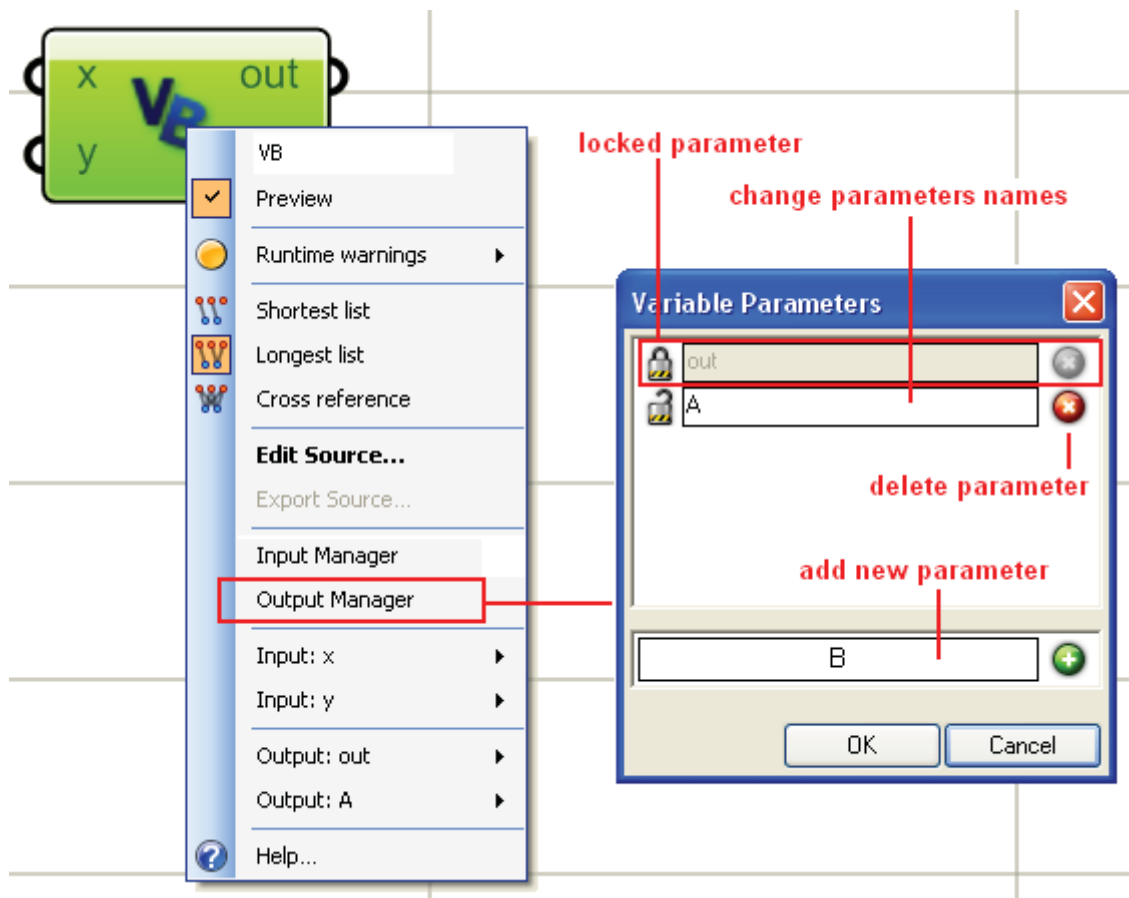 x
VB
out
y
VB
Preview
Runtime warnings
Shortest list
Longest list
Cross reference
Edit Source...
Export Source...
Input Manager
Output Manager
Input: x
Input: y
Output: out
Output: A
Help...
locked parameter
change parameters names
Variable Parameters
out
A
delete parameter
add new parameter
B
OK
Cancel